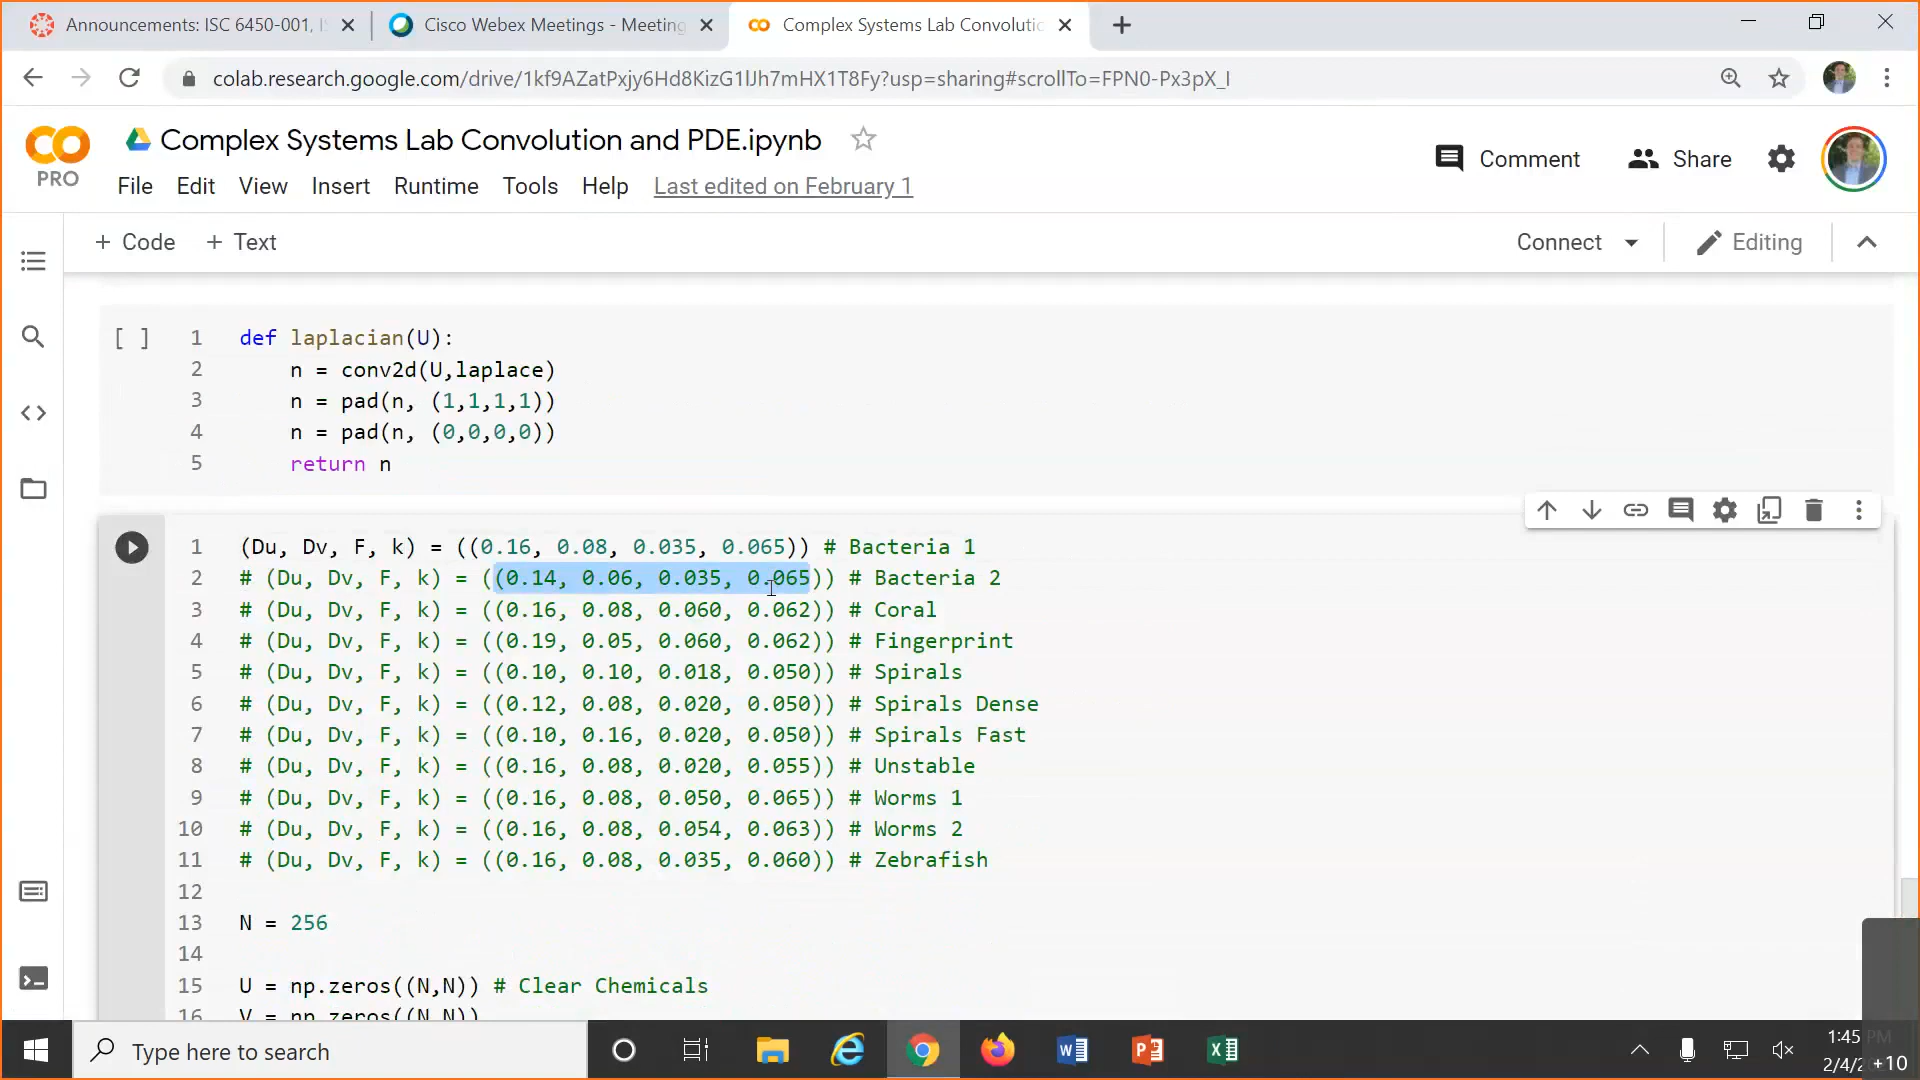 Announcements: ISC 6450-001, I
Cisco Webex Meetings - Meeting
Complex Systems Lab Convolutio
colab.research.google.com/drive/1kf9AZatPxjy6Hd8KizG1lJh7mHX1T8Fy?usp=sharing#scrollTo=FPN0-Px3pX_I
CO
PRO
Complex Systems Lab Convolution and PDE.ipynb
File Edit View Insert Runtime Tools Help Last edited on February 1
Comment Share
+ Code + Text
Connect Editing
[ ]
1 def laplacian(U):
2 n = conv2d(U,laplace)
3 n = pad(n, (1,1,1,1))
4 n = pad(n, (0,0,0,0))
5 return n
1 (Du, Dv, F, k) = ((0.16, 0.08, 0.035, 0.065)) # Bacteria 1
2 # (Du, Dv, F, k) = ((0.14, 0.06, 0.035, 0.065)) # Bacteria 2
3 # (Du, Dv, F, k) = ((0.16, 0.08, 0.060, 0.062)) # Coral
4 # (Du, Dv, F, k) = ((0.19, 0.05, 0.060, 0.062)) # Fingerprint
5 # (Du, Dv, F, k) = ((0.10, 0.10, 0.018, 0.050)) # Spirals
6 # (Du, Dv, F, k) = ((0.12, 0.08, 0.020, 0.050)) # Spirals Dense
7 # (Du, Dv, F, k) = ((0.10, 0.16, 0.020, 0.050)) # Spirals Fast
8 # (Du, Dv, F, k) = ((0.16, 0.08, 0.020, 0.055)) # Unstable
9 # (Du, Dv, F, k) = ((0.16, 0.08, 0.050, 0.065)) # Worms 1
10 # (Du, Dv, F, k) = ((0.16, 0.08, 0.054, 0.063)) # Worms 2
11 # (Du, Dv, F, k) = ((0.16, 0.08, 0.035, 0.060)) # Zebrafish
12
13 N = 256
14
15 U = np.zeros((N,N)) # Clear Chemicals
16 V = np.zeros((N,N))
Type here to search
1:45 PM
2/4/2 +10